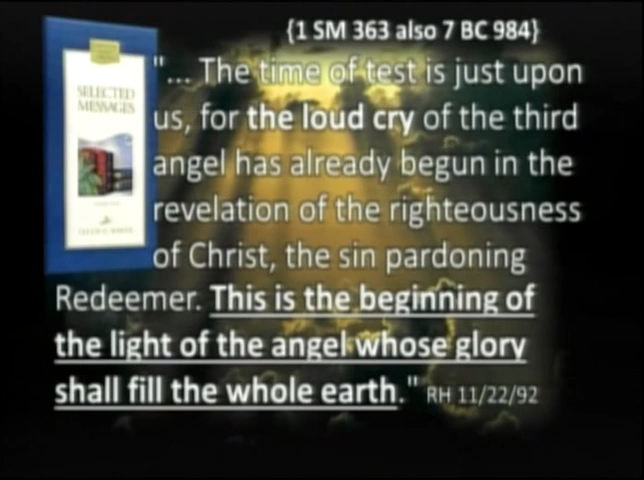 {1 SM 363 also 7 BC 984}
"... The time of test is just upon
us, for the loud cry of the third
angel has already begun in the
revelation of the righteousness
of Christ, the sin pardoning
Redeemer. This is the beginning of
the light of the angel whose glory
shall fill the whole earth." RH 11/22/92
SELECTED
MESSAGES